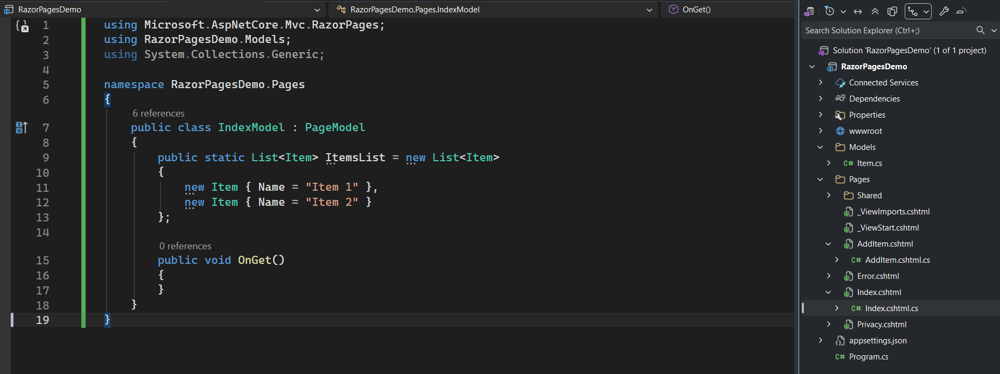 RazorPagesDemo
RazorPagesDemo.Pages.IndexModel
OnGet()
1 using Microsoft.AspNetCore.Mvc.RazorPages;
2 using RazorPagesDemo.Models;
3 using System.Collections.Generic;
4
5 namespace RazorPagesDemo.Pages
6 {
6 references
7 public class IndexModel : PageModel
8 {
9 public static List<Item> ItemsList = new List<Item>
10 {
11 new Item { Name = "Item 1" },
12 new Item { Name = "Item 2" }
13 };
14
0 references
15 public void OnGet()
16 {
17 }
18 }
19 }
Search Solution Explorer (Ctrl+;)
Solution 'RazorPagesDemo' (1 of 1 project)
RazorPagesDemo
Connected Services
Dependencies
Properties
wwwroot
Models
C# Item.cs
Pages
Shared
_ViewImports.cshtml
_ViewStart.cshtml
AddItem.cshtml
C# AddItem.cshtml.cs
Error.cshtml
Index.cshtml
C# Index.cshtml.cs
Privacy.cshtml
appsettings.json
C# Program.cs